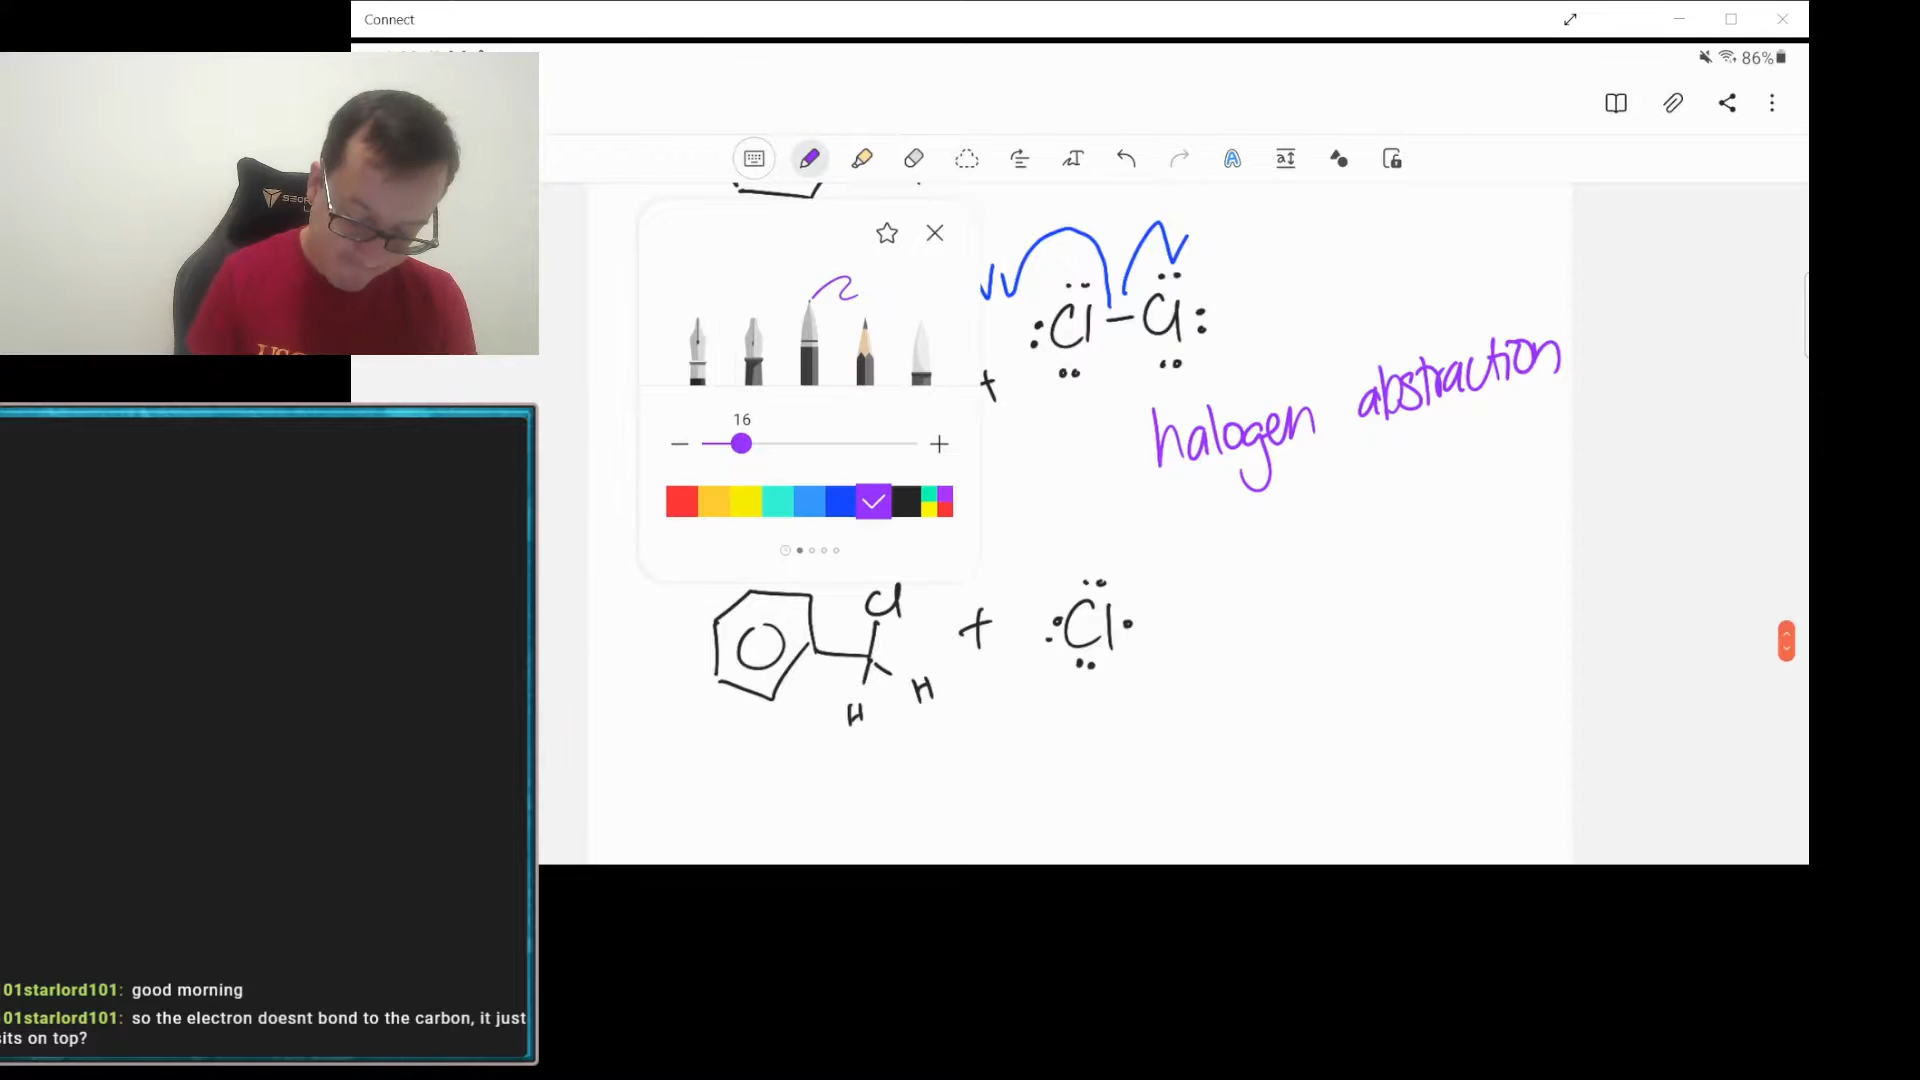 Connect
86%
16
+
:Cl-Cl:
halogen abstraction
Cl
+
:Cl·
H
H
01starlord101: good morning
01starlord101: so the electron doesnt bond to the carbon, it just
sits on top?